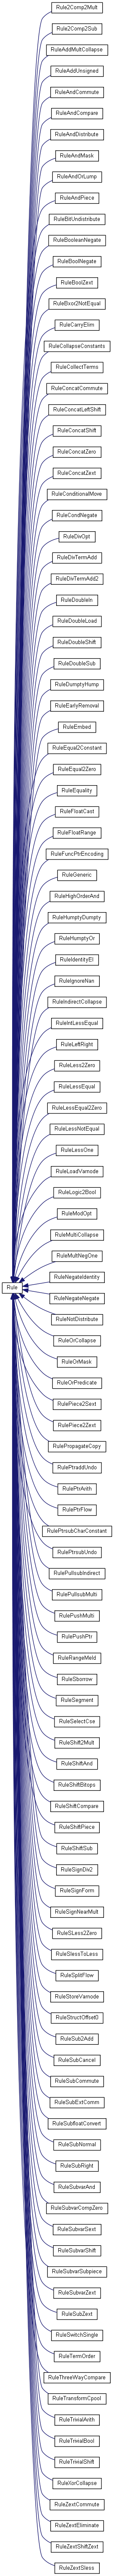 Rule2Comp2Mult
Rule2Comp2Sub
RuleAddMultCollapse
RuleAddUnsigned
RuleAndCommute
RuleAndCompare
RuleAndDistribute
RuleAndMask
RuleAndOrLump
RuleAndPiece
RuleBitUndistribute
RuleBooleanNegate
RuleBoolNegate
RuleBoolZext
RuleBxor2NotEqual
RuleCarryElim
RuleCollapseConstants
RuleCollectTerms
RuleConcatCommute
RuleConcatLeftShift
RuleConcatShift
RuleConcatZero
RuleConcatZext
RuleConditionalMove
RuleCondNegate
RuleDivOpt
RuleDivTermAdd
RuleDivTermAdd2
RuleDoubleIn
RuleDoubleLoad
RuleDoubleShift
RuleDoubleSub
RuleDumptyHump
RuleEarlyRemoval
RuleEmbed
RuleEqual2Constant
RuleEqual2Zero
RuleEquality
RuleFloatCast
RuleFloatRange
RuleFuncPtrEncoding
RuleGeneric
RuleHighOrderAnd
RuleHumptyDumpty
RuleHumptyOr
RuleIdentityEl
RuleIgnoreNan
RuleIndirectCollapse
RuleIntLessEqual
RuleLeftRight
RuleLess2Zero
RuleLessEqual
RuleLessEqual2Zero
RuleLessNotEqual
RuleLessOne
RuleLoadVarnode
RuleLogic2Bool
RuleModOpt
RuleMultiCollapse
RuleMultNegOne
RuleNegateIdentity
Rule
RuleNegateNegate
RuleNotDistribute
RuleOrCollapse
RuleOrMask
RuleOrPredicate
RulePiece2Sext
RulePiece2Zext
RulePropagateCopy
RulePtraddUndo
RulePtrArith
RulePtrFlow
RulePtrsubCharConstant
RulePtrsubUndo
RulePullsubIndirect
RulePullsubMulti
RulePushMulti
RulePushPtr
RuleRangeMeld
RuleSborrow
RuleSegment
RuleSelectCse
RuleShift2Mult
RuleShiftAnd
RuleShiftBitops
RuleShiftCompare
RuleShiftPiece
RuleShiftSub
RuleSignDiv2
RuleSignForm
RuleSignNearMult
RuleSLess2Zero
RuleSlessToLess
RuleSplitFlow
RuleStoreVarnode
RuleStructOffset0
RuleSub2Add
RuleSubCancel
RuleSubCommute
RuleSubExtComm
RuleSubfloatConvert
RuleSubNormal
RuleSubRight
RuleSubvarAnd
RuleSubvarCompZero
RuleSubvarSext
RuleSubvarShift
RuleSubvarSubpiece
RuleSubvarZext
RuleSubZext
RuleSwitchSingle
RuleTermOrder
RuleThreeWayCompare
RuleTransformCpool
RuleTrivialArith
RuleTrivialBool
RuleTrivialShift
RuleXorCollapse
RuleZextCommute
RuleZextEliminate
RuleZextShiftZext
RuleZextSless